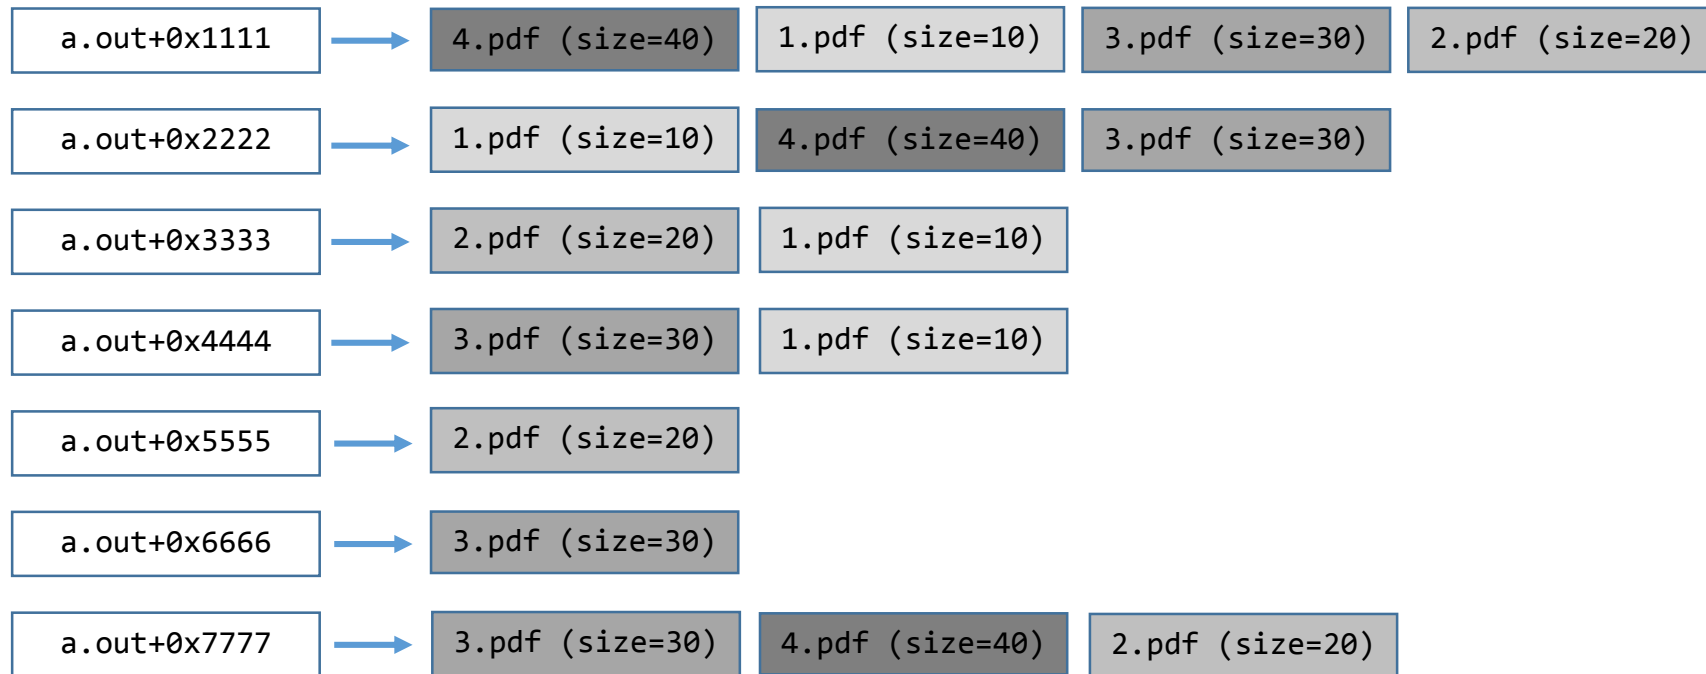 a.out+0x1111 4.pdf (size=40) 1.pdf (size=10) 3.pdf (size=30) 2.pdf (size=20)
a.out+0x2222 1.pdf (size=10) 4.pdf (size=40) 3.pdf (size=30)
a.out+0x3333 2.pdf (size=20) 1.pdf (size=10)
a.out+0x4444 3.pdf (size=30) 1.pdf (size=10)
a.out+0x5555 2.pdf (size=20)
a.out+0x6666 3.pdf (size=30)
a.out+0x7777 3.pdf (size=30) 4.pdf (size=40) 2.pdf (size=20)